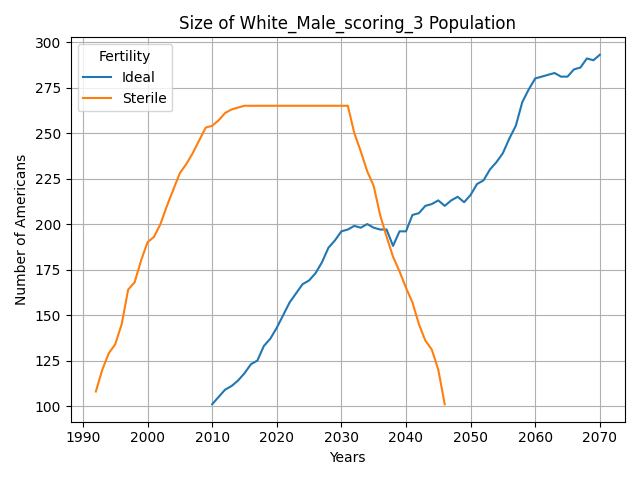 Size of White_Male_scoring_3 Population
Fertility
Ideal
Sterile
Number of Americans
300
275
250
225
200
175
150
125
100
1990 2000 2010 2020 2030 2040 2050 2060 2070
Years